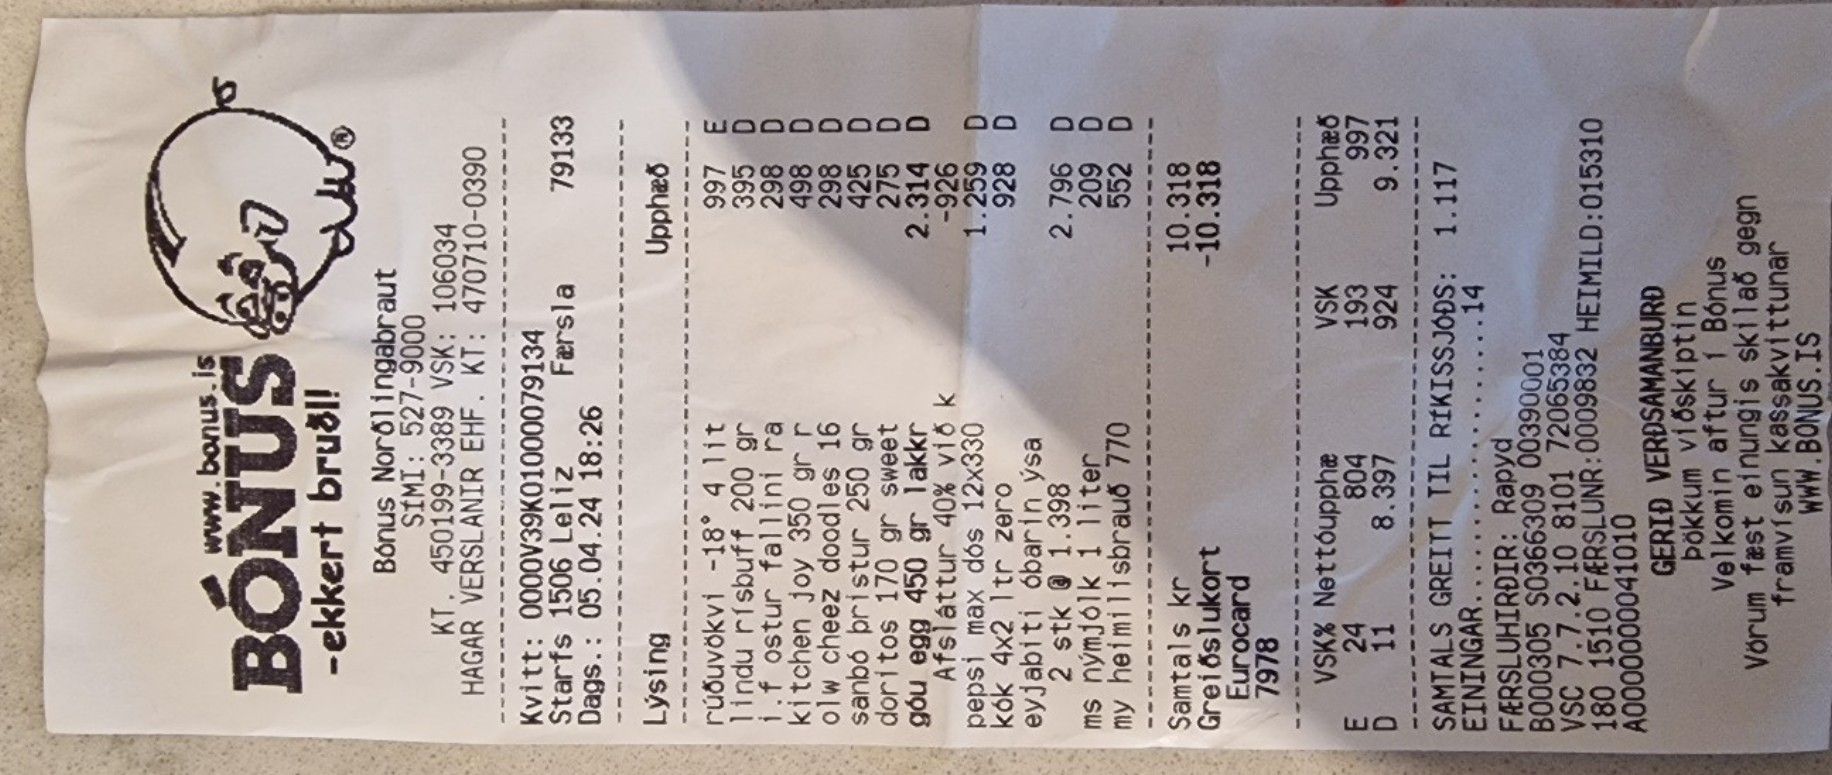 www.bonus.is
BÓNUS
-ekkert bruðl!
®
Bónus Norðlingabraut
SÍMI: 527-9000
KT. 450199-3389 VSK: 106034
HAGAR VERSLANIR EHF. KT: 470710-0390
Kvitt: 0000V39K01000079134
Starfs 1506 Leliz Færsla 79133
Dags.: 05.04.24 18:26
Lýsing Upphæð
rúðuvökvi -18° 4 lit 997 E
lindu rísbuff 200 gr 395 D
í.f ostur fallini ra 298 D
kitchen joy 350 gr r 498 D
olw cheez doodles 16 298 D
sanbó þristur 250 gr 425 D
doritos 170 gr sweet 275 D
góu egg 450 gr lakkr 2.314 D
Afsláttur 40% við k -926
pepsi max dós 12x330 1.259 D
kók 4x2 ltr zero 928 D
eyjabiti óbarin ýsa
2 stk @ 1.398 2.796 D
ms nýmjólk 1 liter 209 D
my heimilisbrauð 770 552 D
Samtals kr 10.318
Greiðslukort -10.318
Eurocard
7978
VSK% Nettóupphæ VSK Upphæð
E 24 804 193 997
D 11 8.397 924 9.321
SAMTALS GREITT TIL RÍKISSJÓÐS: 1.117
EININGAR..................14
FÆRSLUHIRÐIR: Rapyd
B0000305 S0366309 00390001
VSC 7.7.2.10 8101 72065384
180 1510 FÆRSLUNR:0009832 HEIMILD:015310
A0000000041010
GERIÐ VERÐSAMANBURÐ
Þökkum viðskiptin
Velkomin aftur í Bónus
Vörum fæst einungis skilað gegn
framvísun kassakvittunar
WWW.BONUS.IS